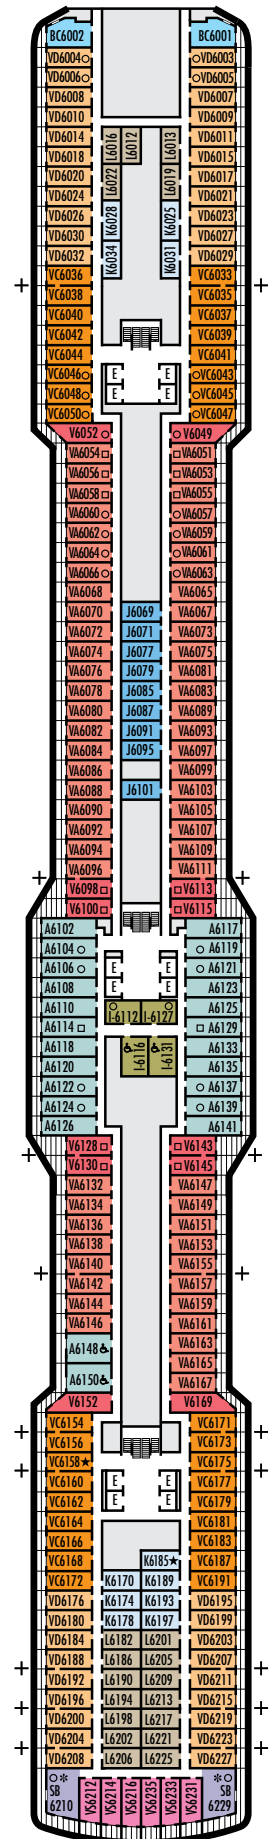 BC6002 BC6001
VD6004 VD6003
VD6006 VD6005
VD6008 VD6007
VD6010 VD6009
VD6014 L6016 L6012 L6013 VD6011
VD6018 VD6015
VD6020 L6022 L6019 VD6017
VD6024 VD6021
VD6026 K6028 K6025 VD6023
VD6030 VD6027
VD6032 K6034 K6031 VD6029
VC6036 VC6033
VC6038 VC6035
VC6040 VC6037
VC6042 VC6039
VC6044 VC6041
VC6046 E E VC6043
VC6048 E E VC6045
VC6050 VC6047
V6052 V6049
VA6054 VA6051
VA6056 VA6053
VA6058 VA6055
VA6060 VA6057
VA6062 VA6059
VA6064 VA6061
VA6066 VA6063
VA6068 VA6065
VA6070 J6069 VA6067
VA6072 J6071 VA6073
VA6074 J6077 VA6075
VA6076 J6079 VA6081
VA6078 J6085 VA6083
VA6080 J6087 VA6089
VA6082 J6091 VA6093
VA6084 J6095 VA6097
VA6086 VA6099
VA6088 J6101 VA6103
VA6090 VA6105
VA6092 VA6107
VA6094 VA6109
VA6096 VA6111
V6098 V6113
V6100 V6115
A6102 A6117
A6104 A6119
A6106 E E A6121
A6108 E E A6123
A6110 I-6112 I-6127 A6125
A6114 A6129
A6118 I-6116 I-6131 A6133
A6120 A6135
A6122 A6137
A6124 A6139
A6126 A6141
V6128 V6143
V6130 V6145
VA6132 VA6147
VA6134 VA6149
VA6136 VA6151
VA6138 VA6153
VA6140 VA6155
VA6142 VA6157
VA6144 VA6159
VA6146 VA6161
A6148 VA6163
VA6165
A6150 VA6167
V6152 V6169
VC6154 VC6171
VC6156 VC6173
VC6158★ VC6175
VC6160 E E VC6177
VC6162 E E VC6179
VC6164 VC6181
VC6166 VC6183
VC6168 K6185★ VC6187
VC6172 K6170 K6189 VC6191
VD6176 K6174 K6193 VD6195
VD6180 K6178 K6197 VD6199
VD6184 L6182 L6201 VD6203
VD6188 L6186 L6205 VD6207
VD6192 L6190 L6209 VD6211
VD6196 L6194 L6213 VD6215
VD6200 L6198 L6217 VD6219
VD6204 L6202 L6221 VD6223
VD6208 L6206 L6225 VD6227
SB 6210 VS6212 VS6214 VS6216 VS6235 VS6233 VS6231 SB 6229